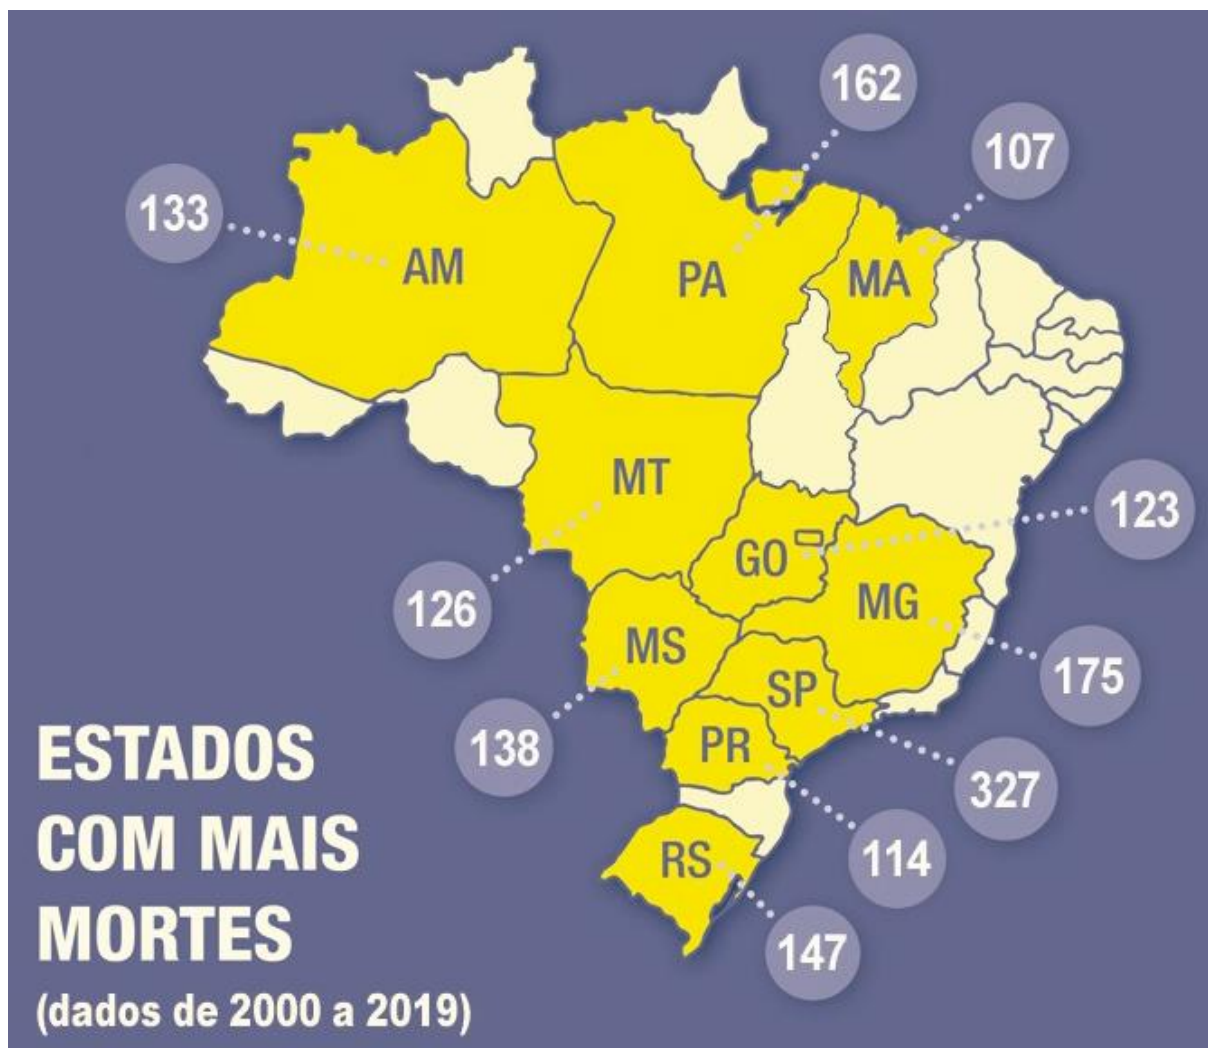 162
107
133
AM
PA
MA
MT
123
GO
126
MG
MS
175
SP
138
PR
327
114
RS
147
ESTADOS
COM MAIS
MORTES
(dados de 2000 a 2019)